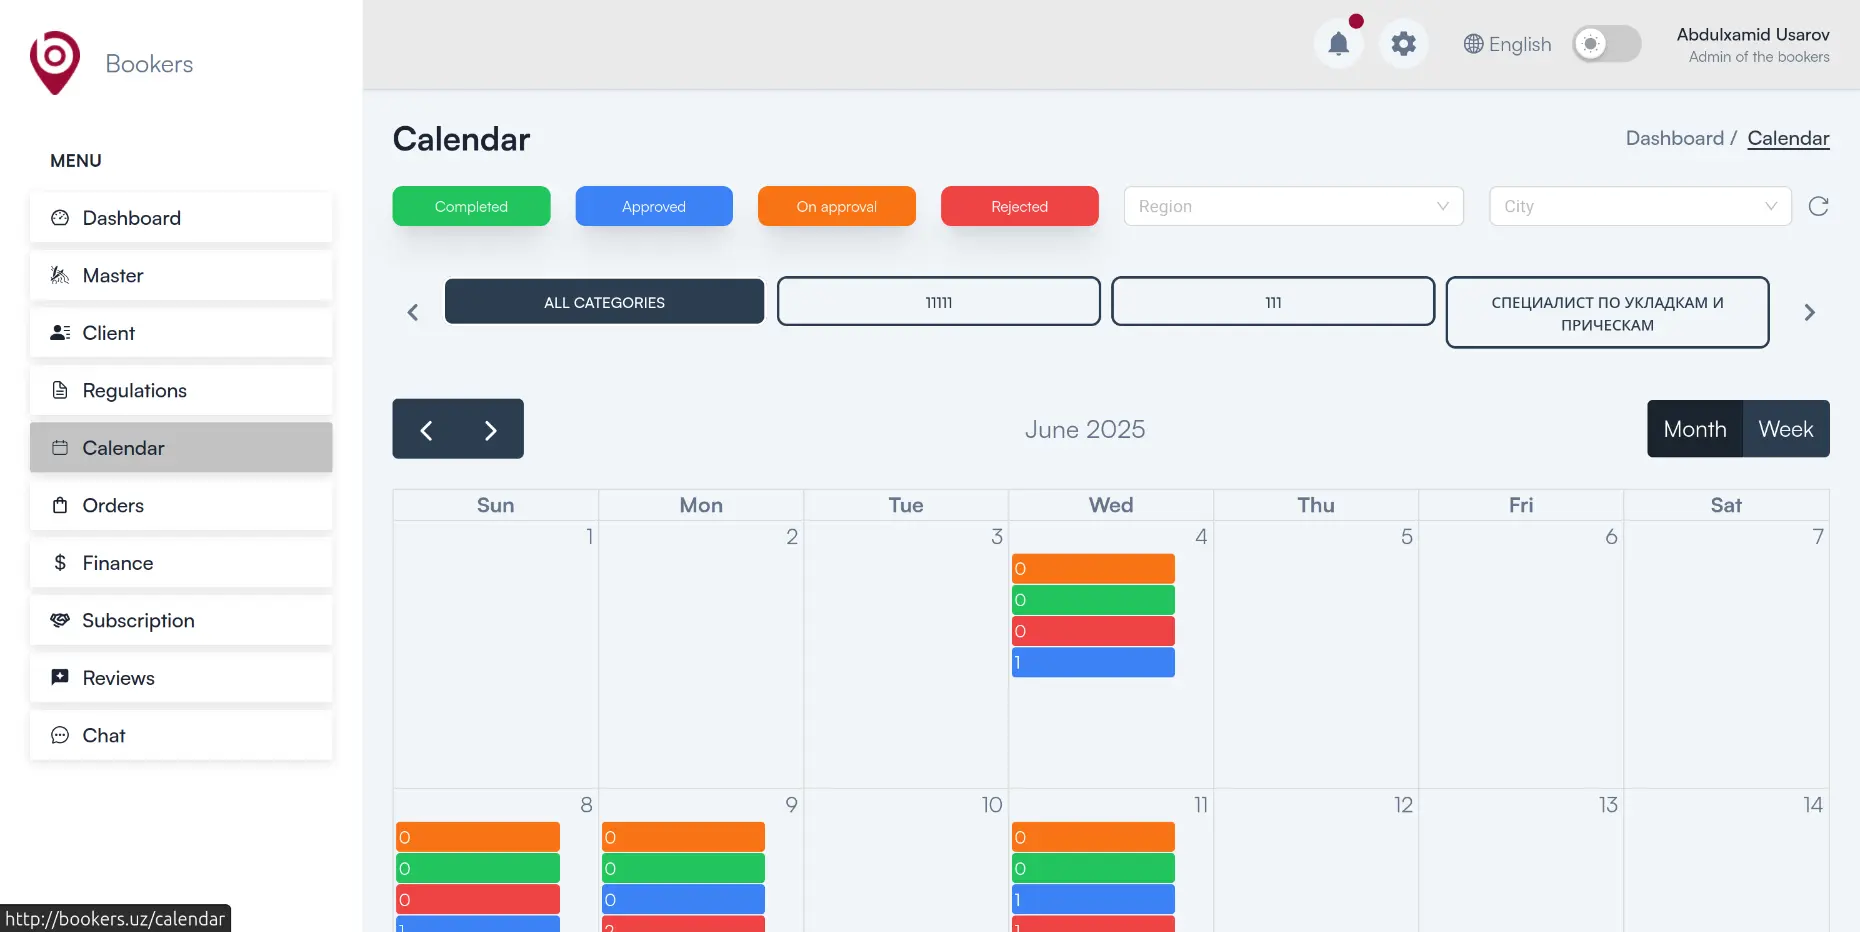 Bookers
English
Abdulxamid Usarov
Admin of the bookers
MENU
Dashboard
Master
Client
Regulations
Calendar
Orders
Finance
Subscription
Reviews
Chat
Calendar
Dashboard / Calendar
Completed
Approved
On approval
Rejected
Region
City
ALL CATEGORIES
11111
111
СПЕЦИАЛИСТ ПО УКЛАДКАМ И
ПРИЧЕСКАМ
June 2025
Month
Week
Sun Mon Tue Wed Thu Fri Sat
1 2 3 4 5 6 7
0
0
0
1
8 9 10 11 12 13 14
0 0 0
0 0 0
0 0 1
1 2 1
http://bookers.uz/calendar